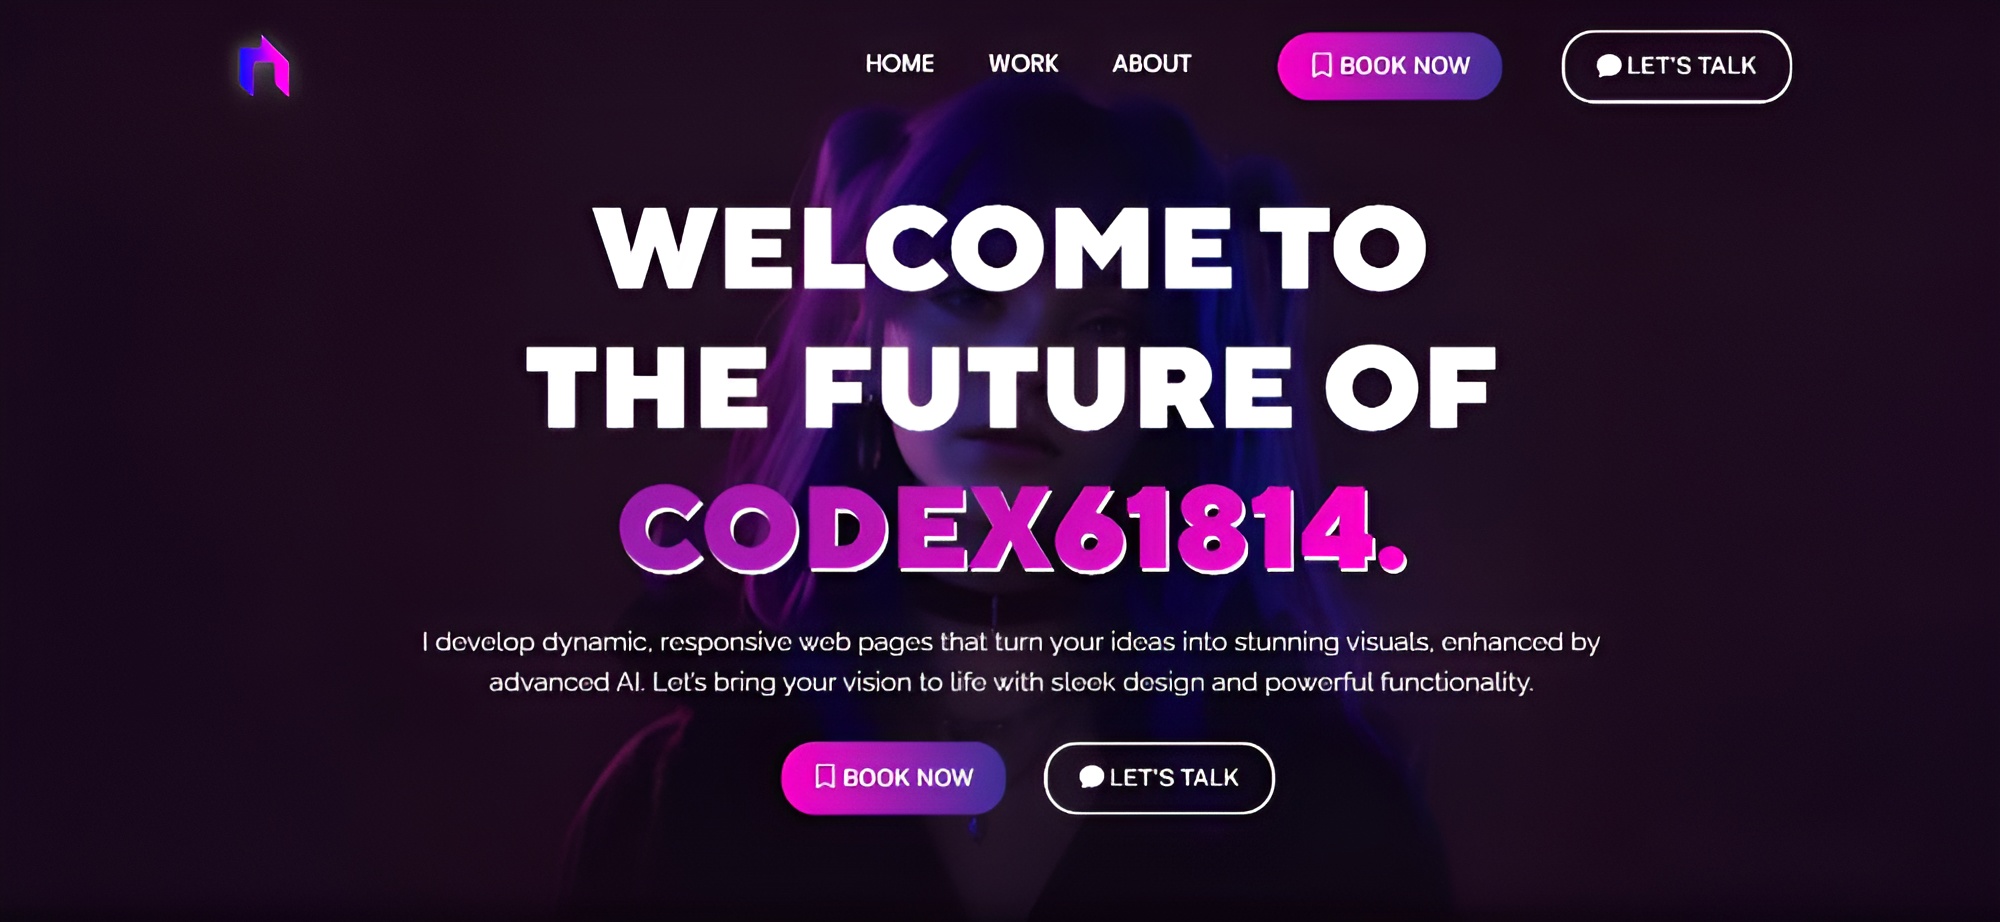 HOME WORK ABOUT BOOK NOW LET'S TALK
WELCOME TO
THE FUTURE OF
CODEX61814.
I develop dynamic, responsive web pages that turn your ideas into stunning visuals, enhanced by
advanced AI. Let's bring your vision to life with sleek design and powerful functionality.
BOOK NOW LET'S TALK